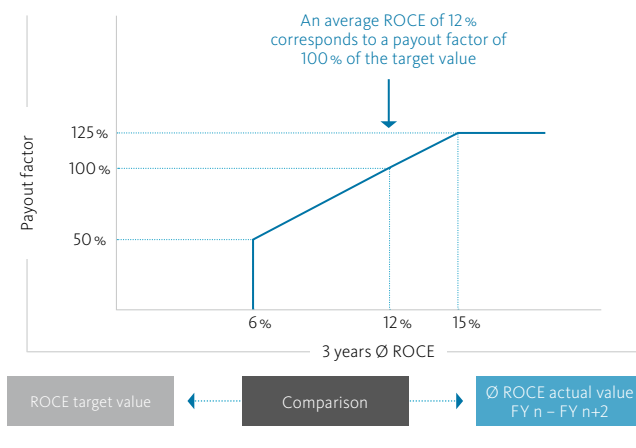 An average ROCE of 12 %
corresponds to a payout factor of
100 % of the target value
Payout factor
125 %
100 %
50 %
6 %
12 %
15 %
3 years Ø ROCE
ROCE target value
Comparison
Ø ROCE actual value
FY n – FY n+2